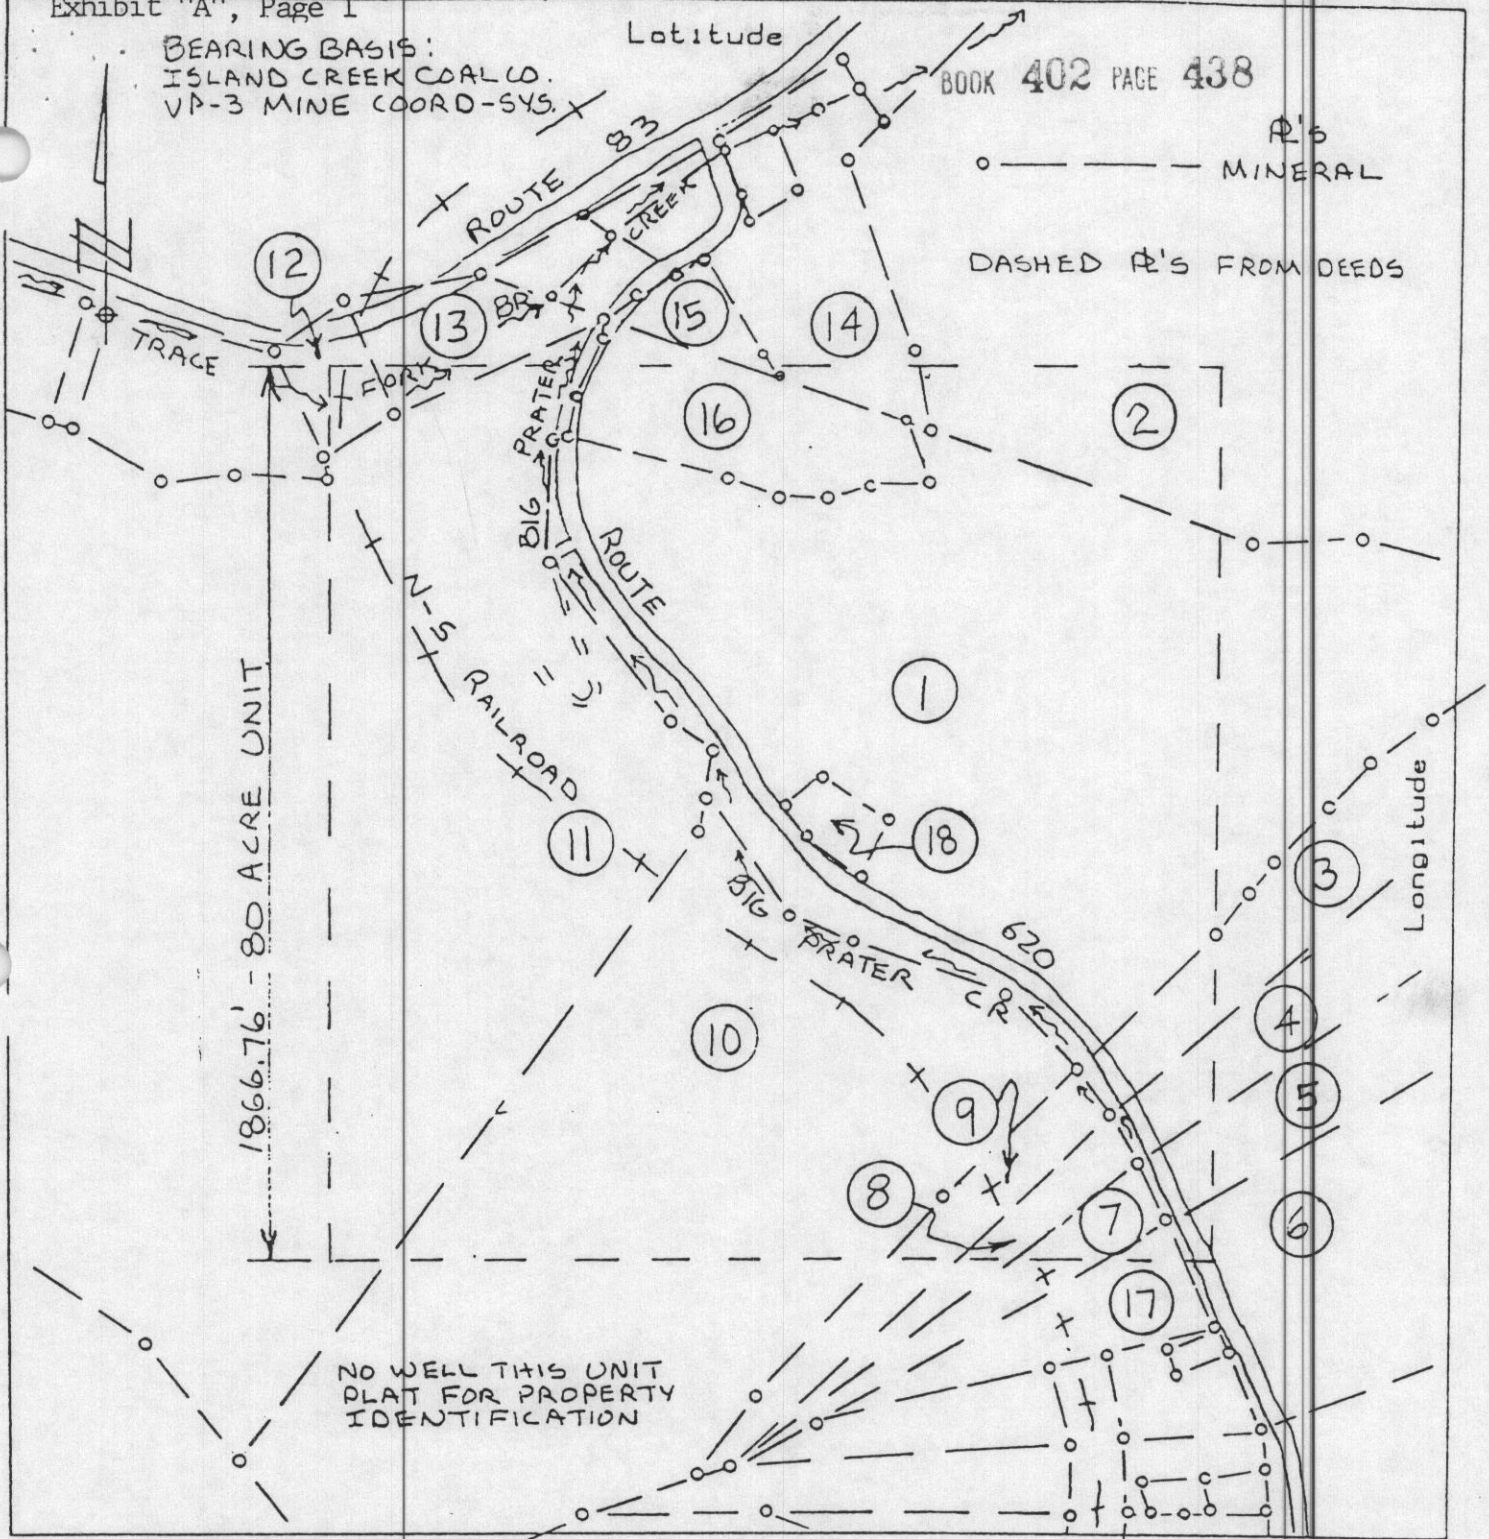 Exhibit "A", Page 1
BEARING BASIS:
ISLAND CREEK COAL CO.
VP-3 MINE COORD-SYS.
Latitude
BOOK 402 PAGE 438
PL's
MINERAL
DASHED PL's FROM DEEDS
ROUTE 83
CREEK
N
12
13
BR.
15
14
TRACE
FORK
PRATER
16
2
BIG
ROUTE
N-S RAILROAD
1
1866.76' - 80 ACRE UNIT
11
18
3
Longitude
BIG
PRATER
CR
620
10
4
5
9
8
7
6
17
NO WELL THIS UNIT
PLAT FOR PROPERTY
IDENTIFICATION